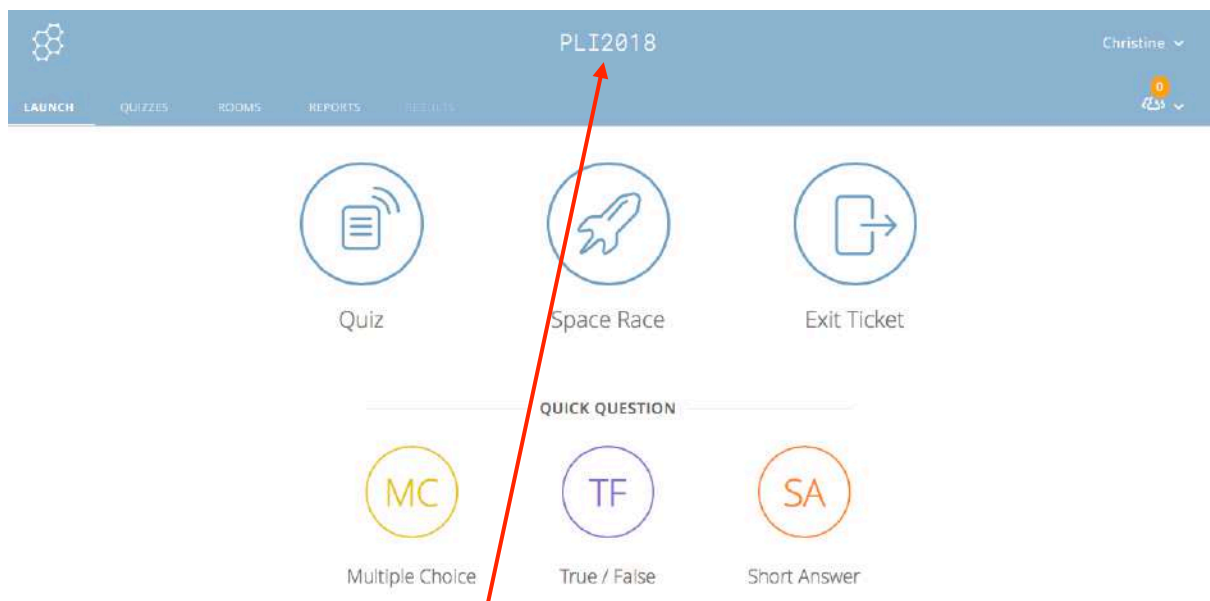 PLI2018
Christine
0
LAUNCH QUIZZES ROOMS REPORTS RESULTS
Quiz Space Race Exit Ticket
QUICK QUESTION
MC TF SA
Multiple Choice True / False Short Answer